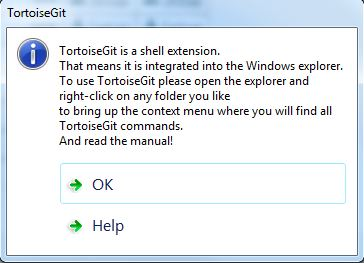 TortoiseGit
TortoiseGit is a shell extension.
That means it is integrated into the Windows explorer.
To use TortoiseGit please open the explorer and
right-click on any folder you like
to bring up the context menu where you will find all
TortoiseGit commands.
And read the manual!
OK
Help